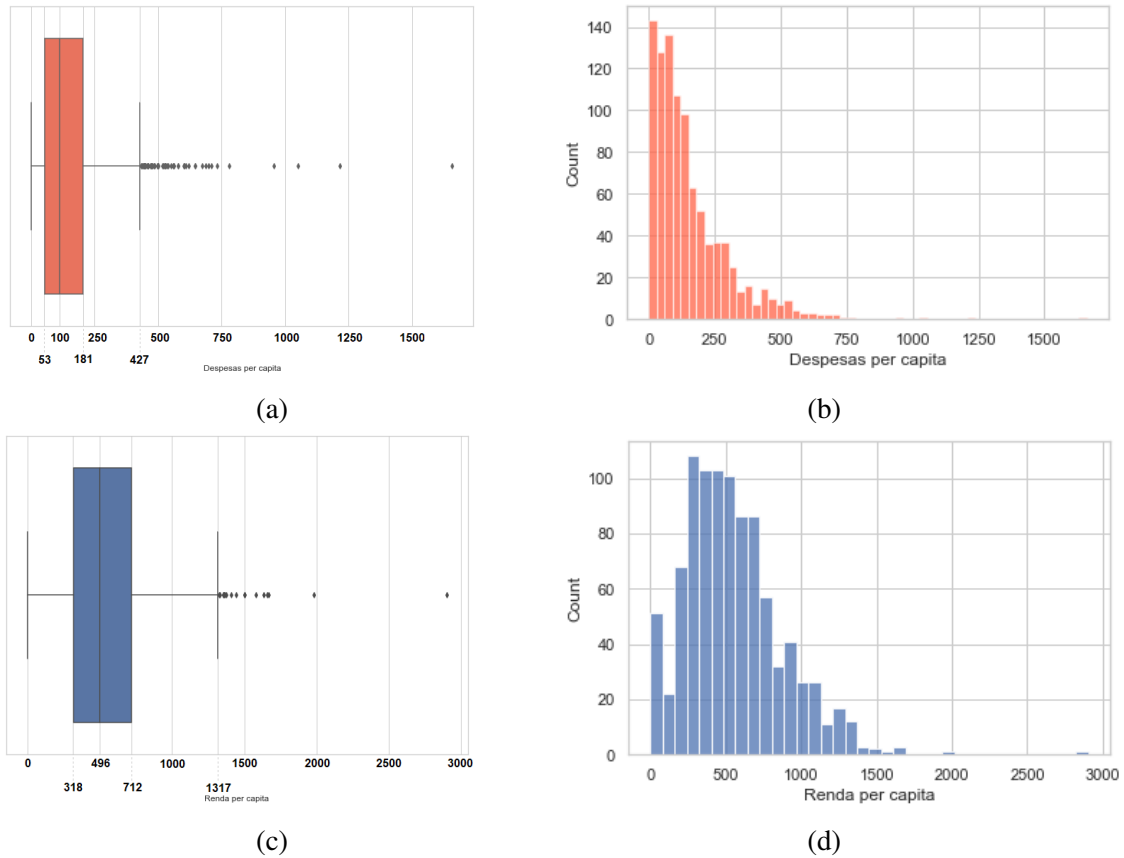 0 100 250 500 750 1000 1250 1500
53 181 427
Despesas per capita
(a)
140
120
100
80
60
40
20
0
Count
0 250 500 750 1000 1250 1500
Despesas per capita
(b)
0 496 1000 1500 2000 2500 3000
318 712 1317
Renda per capita
(c)
100
80
60
40
20
0
Count
0 500 1000 1500 2000 2500 3000
Renda per capita
(d)